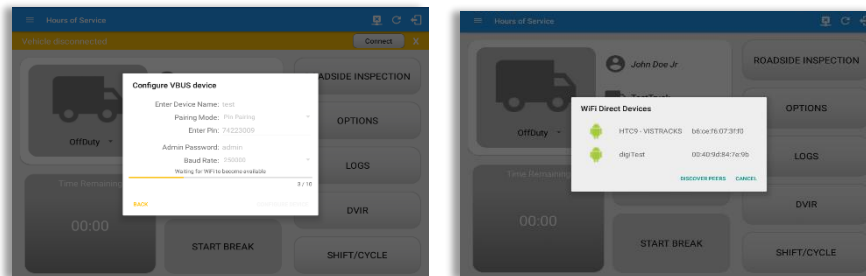 Hours of Service
Vehicle disconnected
Connect X
ROADSIDE INSPECTION
Configure VBUS device
Enter Device Name: test
Pairing Mode: Pin Pairing
Enter Pin: 74223009
Admin Password: admin
Baud Rate: 250000
Waiting for WiFi to become available
3 / 10
BACK
OffDuty
OPTIONS
LOGS
Time Remaining
00:00
DVIR
START BREAK
SHIFT/CYCLE
Hours of Service
John Doe Jr
ROADSIDE INSPECTION
TestTruck
WiFi Direct Devices
HTC9 - VISTRACKS b6:ce:f6:07:3f:f0
digiTest 00:40:9d:84:7e:9b
DISCOVER PEERS CANCEL
OffDuty
OPTIONS
LOGS
Time Remaining
00:00
DVIR
START BREAK
SHIFT/CYCLE